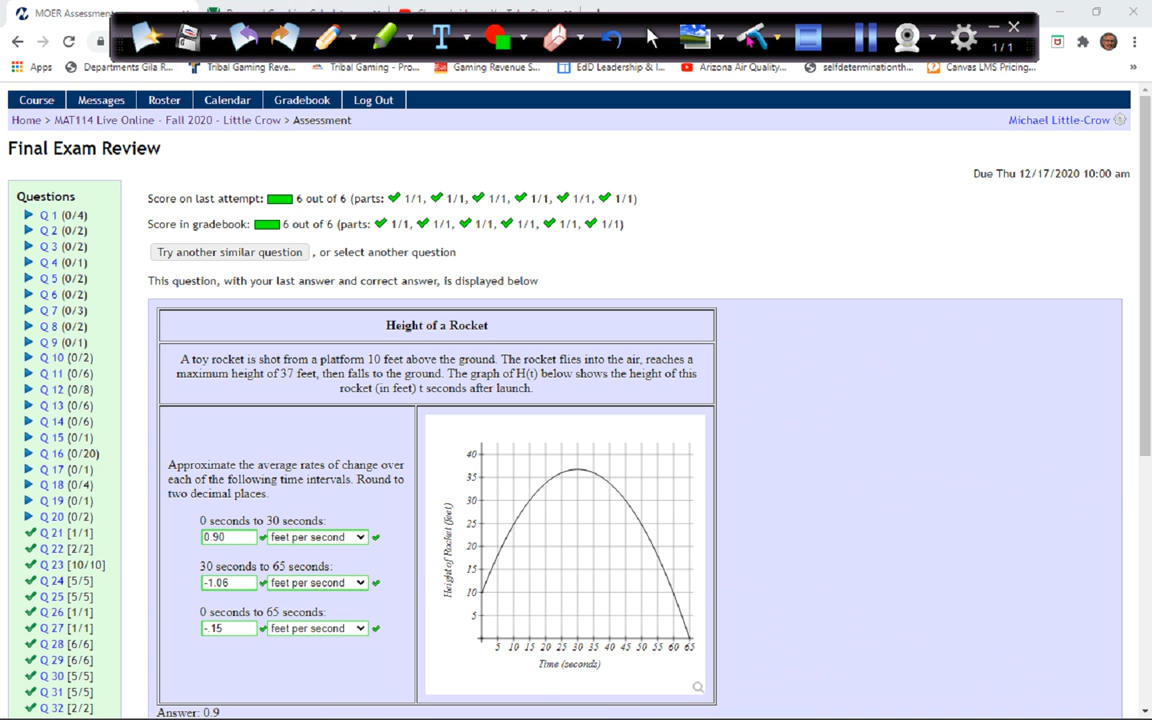 MOER Assessment
1/1
Apps
Departments Gila R...
Tribal Gaming Reve...
Tribal Gaming - Pro...
Gaming Revenue S...
EdD Leadership & I...
Arizona Air Quality...
selfdeterminationth...
Canvas LMS Pricing...
»
Course
Messages
Roster
Calendar
Gradebook
Log Out
Home > MAT114 Live Online - Fall 2020 - Little Crow > Assessment
Michael Little-Crow
Final Exam Review
Due Thu 12/17/2020 10:00 am
Questions
Q 1 (0/4)
Q 2 (0/2)
Q 3 (0/2)
Q 4 (0/1)
Q 5 (0/2)
Q 6 (0/2)
Q 7 (0/3)
Q 8 (0/2)
Q 9 (0/1)
Q 10 (0/2)
Q 11 (0/6)
Q 12 (0/8)
Q 13 (0/6)
Q 14 (0/6)
Q 15 (0/1)
Q 16 (0/20)
Q 17 (0/1)
Q 18 (0/4)
Q 19 (0/1)
Q 20 (0/2)
Q 21 [1/1]
Q 22 [2/2]
Q 23 [10/10]
Q 24 [5/5]
Q 25 [5/5]
Q 26 [1/1]
Q 27 [1/1]
Q 28 [6/6]
Q 29 [6/6]
Q 30 [5/5]
Q 31 [5/5]
Q 32 [2/2]
Score on last attempt: 6 out of 6 (parts: ✔ 1/1, ✔ 1/1, ✔ 1/1, ✔ 1/1, ✔ 1/1, ✔ 1/1)
Score in gradebook: 6 out of 6 (parts: ✔ 1/1, ✔ 1/1, ✔ 1/1, ✔ 1/1, ✔ 1/1, ✔ 1/1)
Try another similar question , or select another question
This question, with your last answer and correct answer, is displayed below
Height of a Rocket
A toy rocket is shot from a platform 10 feet above the ground. The rocket flies into the air, reaches a
maximum height of 37 feet, then falls to the ground. The graph of H(t) below shows the height of this
rocket (in feet) t seconds after launch.
Approximate the average rates of change over
each of the following time intervals. Round to
two decimal places.
0 seconds to 30 seconds:
0.90 feet per second
30 seconds to 65 seconds:
-1.06 feet per second
0 seconds to 65 seconds:
-.15 feet per second
Height of Rocket (feet)
40
35
30
25
20
15
10
5
5 10 15 20 25 30 35 40 45 50 55 60 65
Time (seconds)
Answer: 0.9